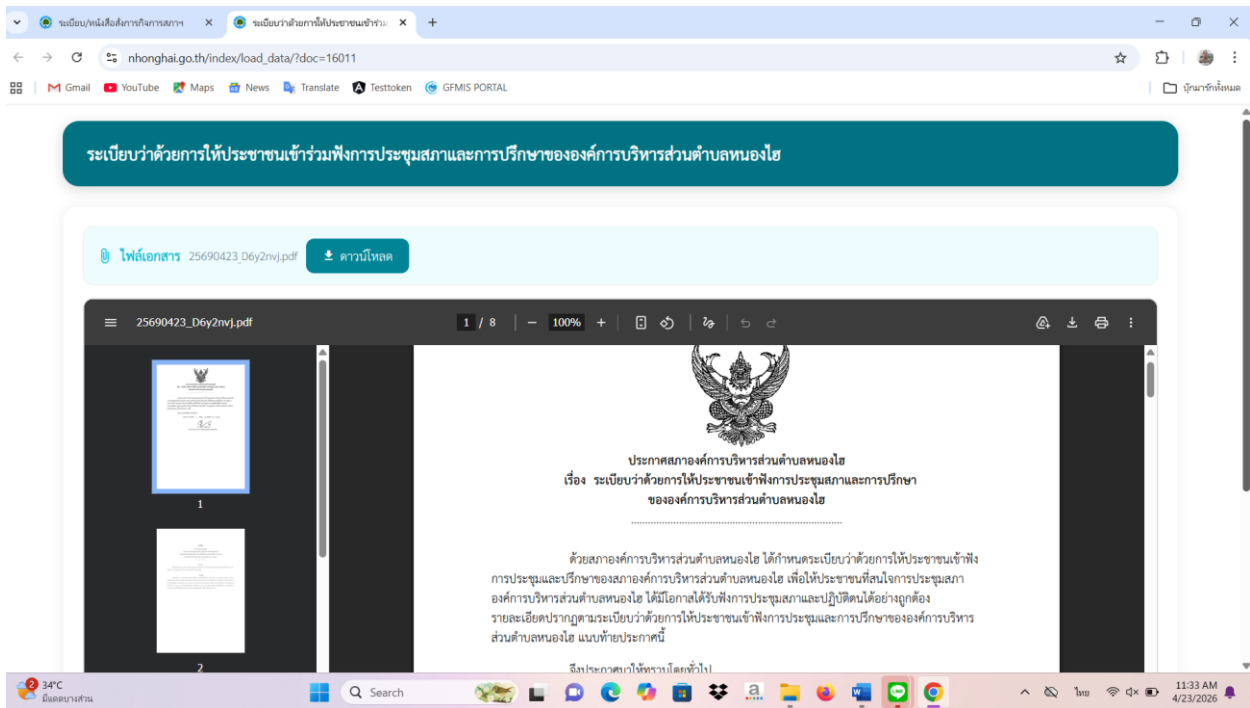 ระเบียบ/หนังสือสั่งการกิจการสภาฯ
ระเบียบว่าด้วยการให้ประชาชนเข้าร่วม
nhonghai.go.th/index/load_data/?doc=16011
Gmail
YouTube
Maps
News
Translate
Testtoken
GFMIS PORTAL
บุ๊กมาร์กทั้งหมด
ระเบียบว่าด้วยการให้ประชาชนเข้าร่วมฟังการประชุมสภาและการปรึกษาขององค์การบริหารส่วนตำบลหนองไฮ
ไฟล์เอกสาร 25690423_D6y2nvj.pdf ดาวน์โหลด
25690423_D6y2nvj.pdf
1 / 8
100%
1
2
ประกาศสภาองค์การบริหารส่วนตำบลหนองไฮ
เรื่อง ระเบียบว่าด้วยการให้ประชาชนเข้าฟังการประชุมสภาและการปรึกษา
ขององค์การบริหารส่วนตำบลหนองไฮ
ด้วยสภาองค์การบริหารส่วนตำบลหนองไฮ ได้กำหนดระเบียบว่าด้วยการให้ประชาชนเข้าฟัง
การประชุมและปรึกษาของสภาองค์การบริหารส่วนตำบลหนองไฮ เพื่อให้ประชาชนที่สนใจการประชุมสภา
องค์การบริหารส่วนตำบลหนองไฮ ได้มีโอกาสได้รับฟังการประชุมสภาและปฏิบัติตนได้อย่างถูกต้อง
รายละเอียดปรากฏตามระเบียบว่าด้วยการให้ประชาชนเข้าฟังการประชุมและการปรึกษาขององค์การบริหาร
ส่วนตำบลหนองไฮ แนบท้ายประกาศนี้
จึงประกาศมาให้ทราบโดยทั่วไป
2
34°C
มีแดดบางส่วน
Search
ไทย
11:33 AM
4/23/2026